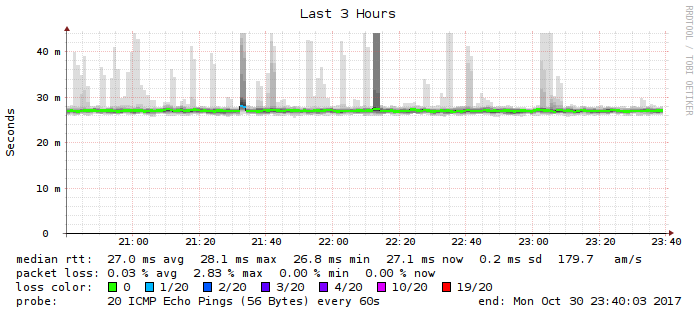 Last 3 Hours
RRDTOOL / TOBI OETIKER
Seconds
40 m
30 m
20 m
10 m
0
21:00 21:20 21:40 22:00 22:20 22:40 23:00 23:20 23:40
median rtt: 27.0 ms avg 28.1 ms max 26.8 ms min 27.1 ms now 0.2 ms sd 179.7 am/s
packet loss: 0.03 % avg 2.83 % max 0.00 % min 0.00 % now
loss color: 0 1/20 2/20 3/20 4/20 10/20 19/20
probe: 20 ICMP Echo Pings (56 Bytes) every 60s end: Mon Oct 30 23:40:03 2017